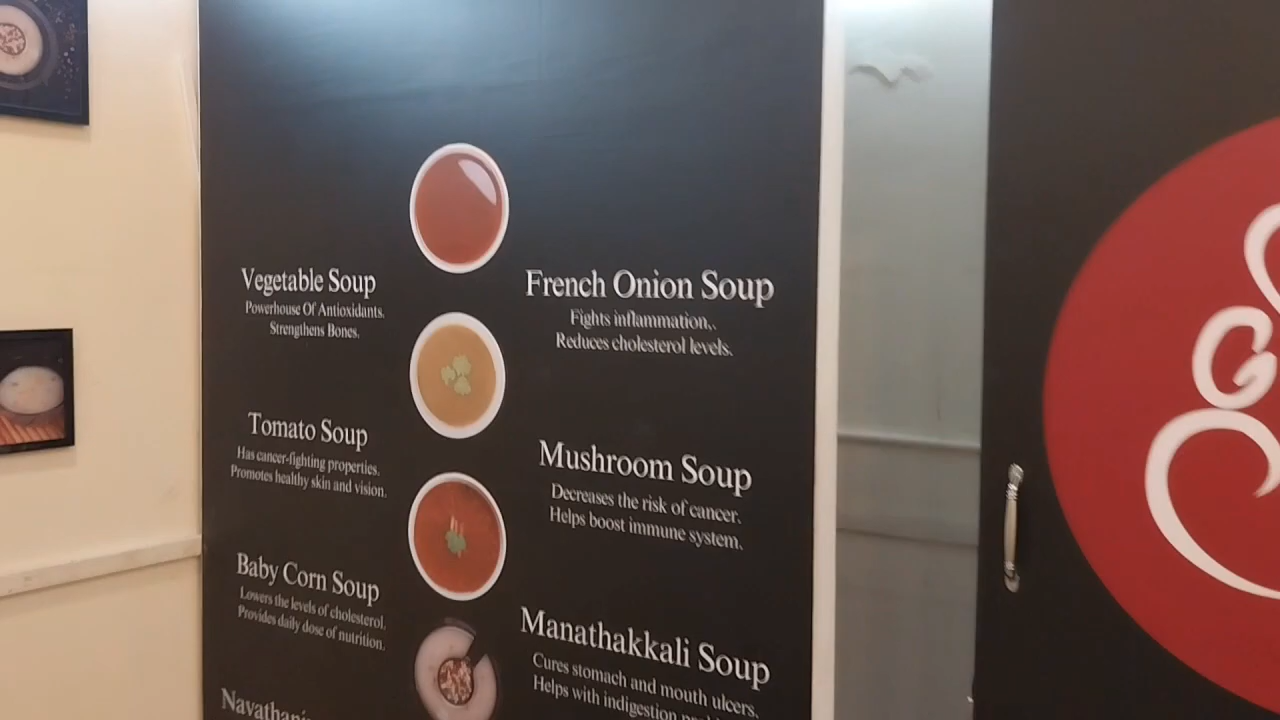 Vegetable Soup
Powerhouse Of Antioxidants.
Strengthens Bones.
French Onion Soup
Fights inflammation,.
Reduces cholesterol levels.
Tomato Soup
Has cancer-fighting properties.
Promotes healthy skin and vision.
Mushroom Soup
Decreases the risk of cancer.
Helps boost immune system.
Baby Corn Soup
Lowers the levels of cholesterol.
Provides daily dose of nutrition.
Manathakkali Soup
Cures stomach and mouth ulcers.
Helps with indigestion